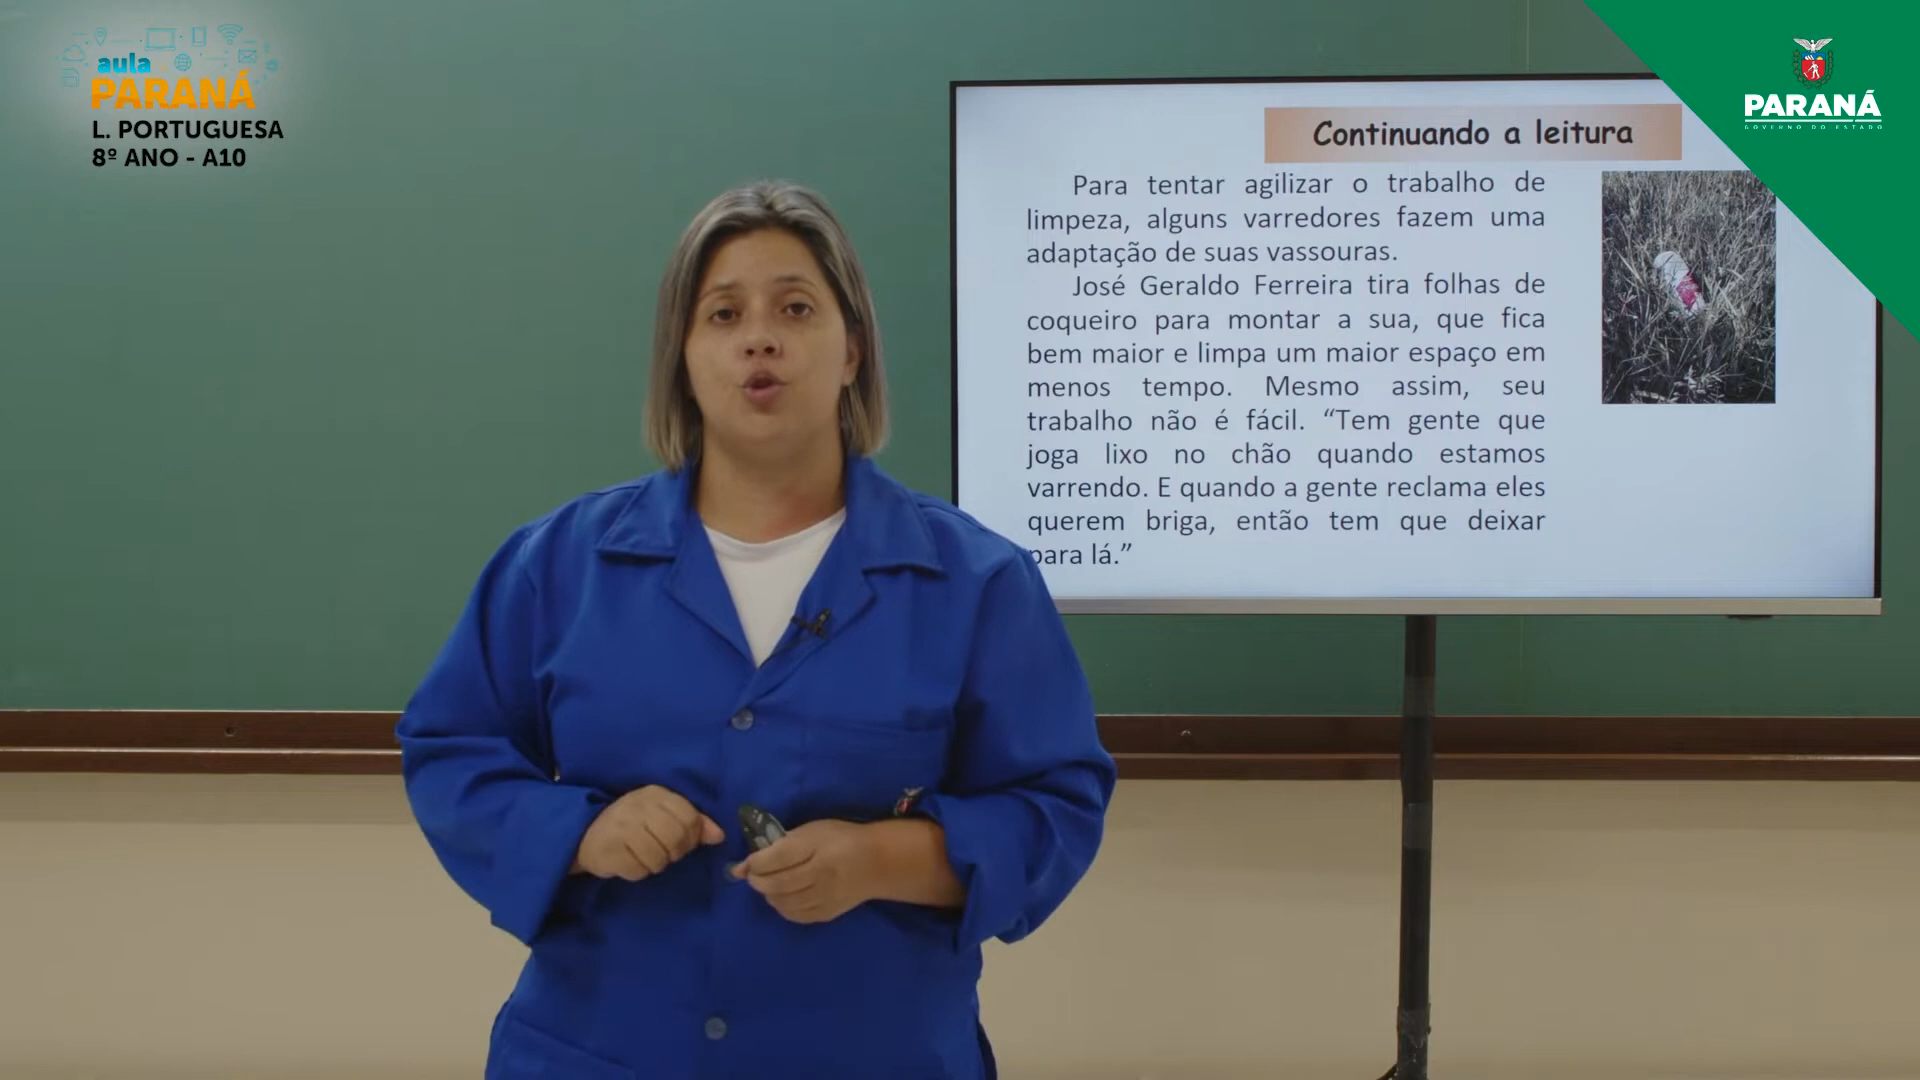 aula
PARANÁ
L. PORTUGUESA
8º ANO - A10
PARANÁ
GOVERNO DO ESTADO
Continuando a leitura
Para tentar agilizar o trabalho de
limpeza, alguns varredores fazem uma
adaptação de suas vassouras.
José Geraldo Ferreira tira folhas de
coqueiro para montar a sua, que fica
bem maior e limpa um maior espaço em
menos tempo. Mesmo assim, seu
trabalho não é fácil. “Tem gente que
joga lixo no chão quando estamos
varrendo. E quando a gente reclama eles
querem briga, então tem que deixar
para lá.”